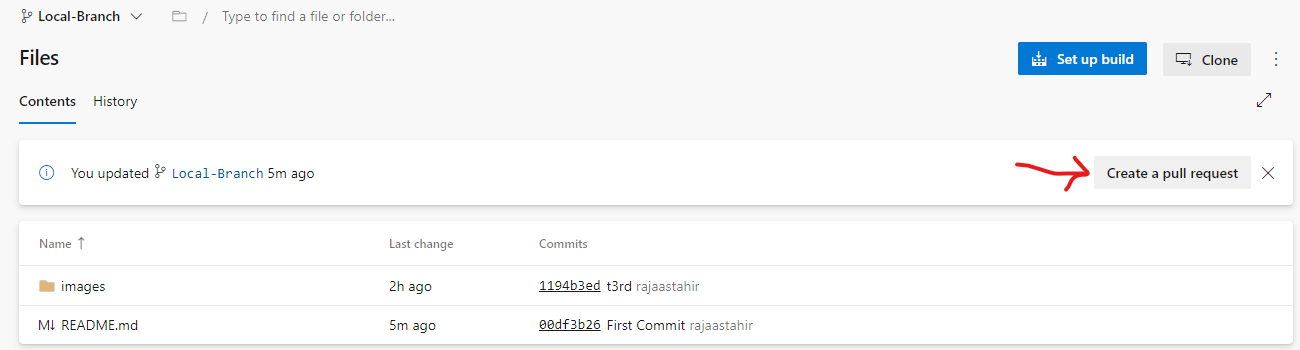 Local-Branch / Type to find a file or folder...
Files
Set up build
Clone
Contents
History
You updated Local-Branch 5m ago
Create a pull request
Name ↑ Last change Commits
images 2h ago 1194b3ed t3rd rajaastahir
M↓ README.md 5m ago 00df3b26 First Commit rajaastahir